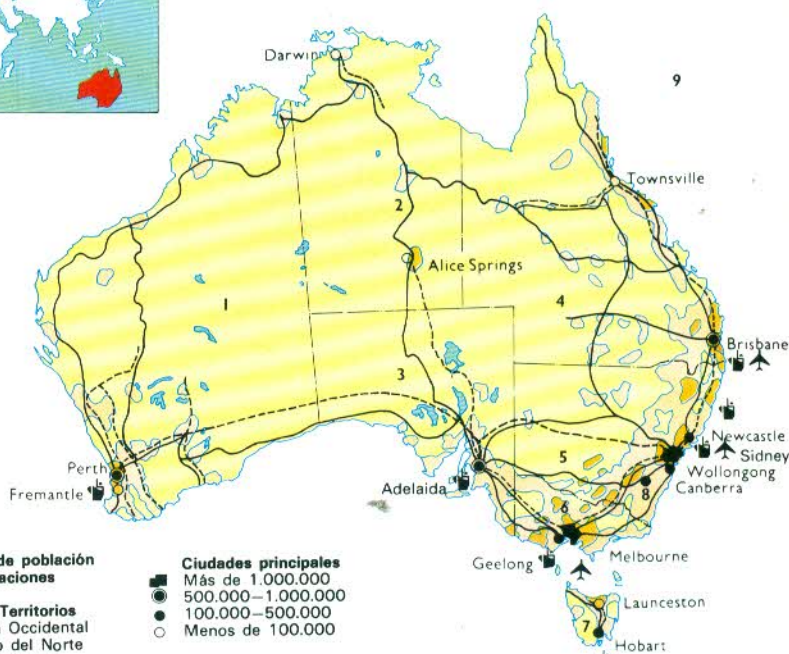 Darwin
9
Townsville
2
Alice Springs
1
4
3
Brisbane
Newcastle
Sidney
Wollongong
Canberra
5
8
6
Perth
Fremantle
Adelaida
Geelong
Melbourne
Launceston
7
Hobart
de población
aciones
Territorios
Occidental
del Norte
Ciudades principales
Más de 1.000.000
500.000—1.000.000
100.000—500.000
Menos de 100.000